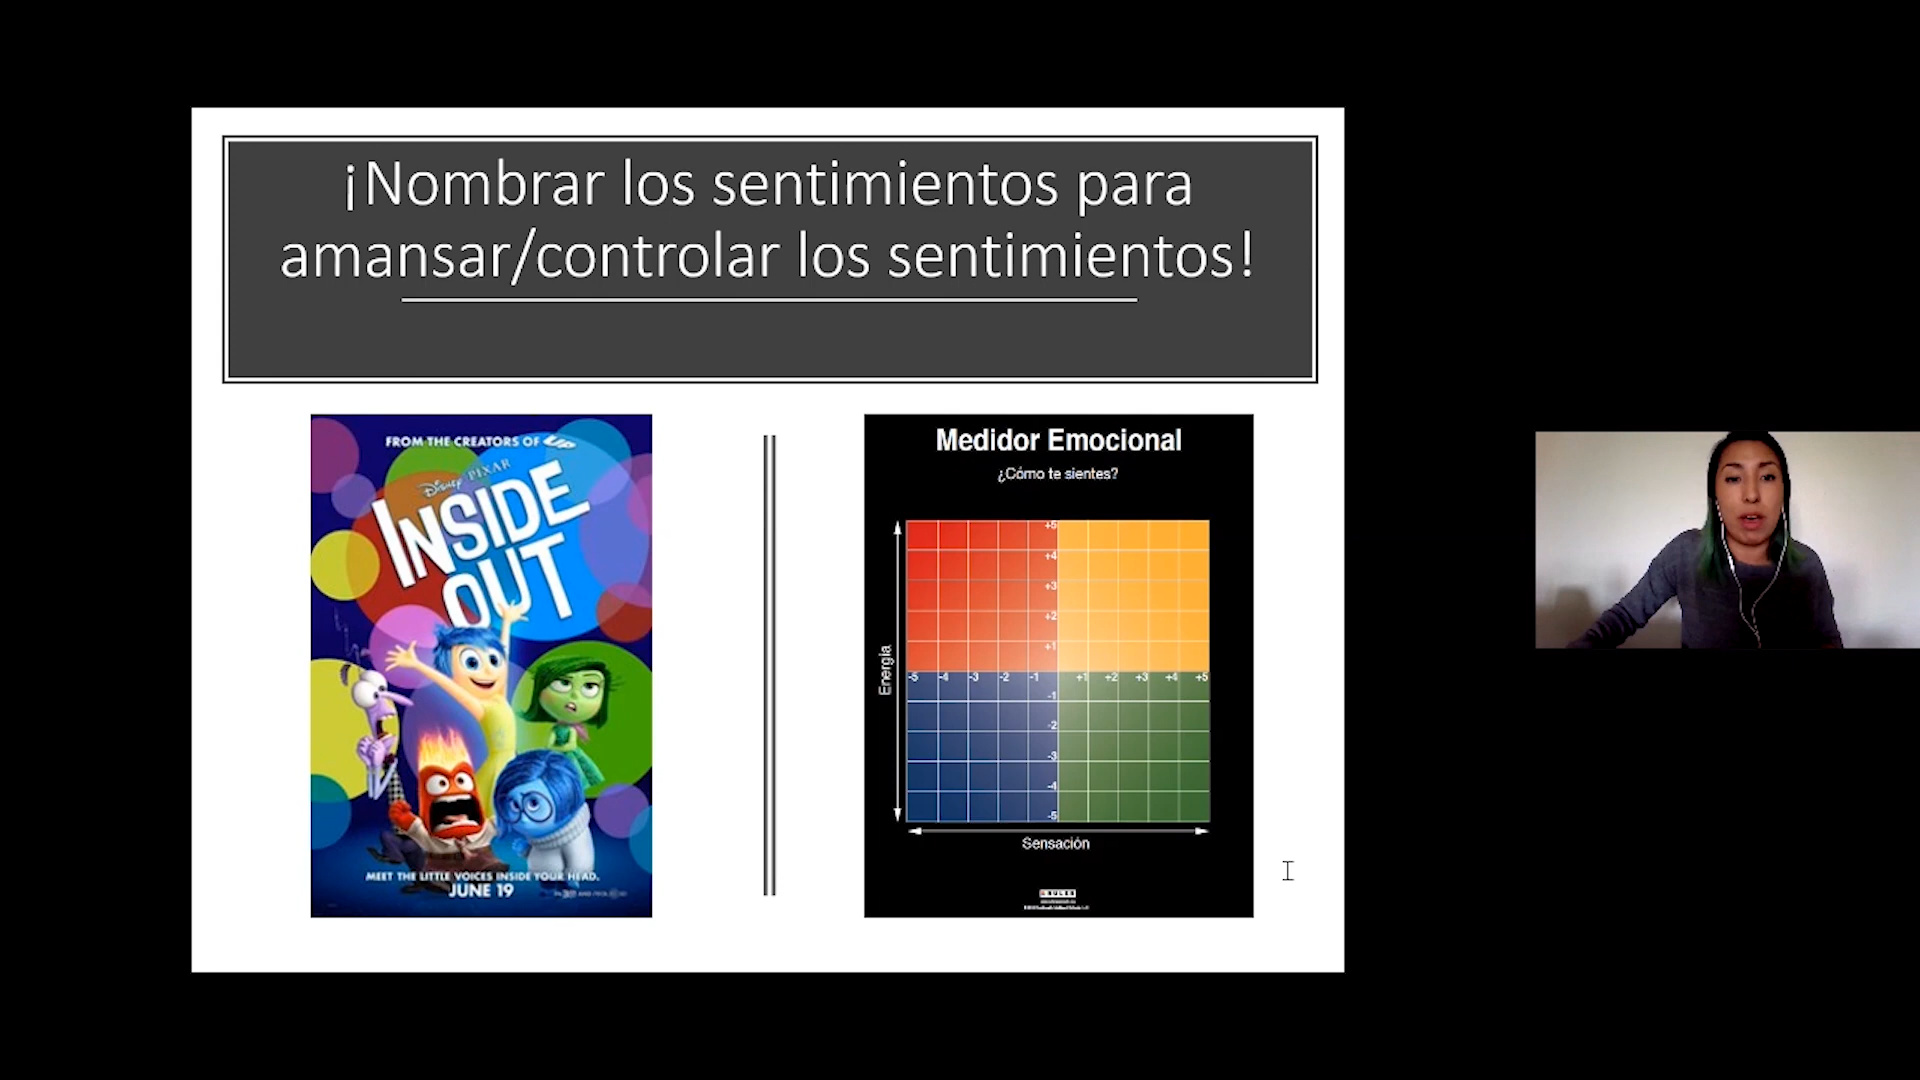 ¡Nombrar los sentimientos para
amansar/controlar los sentimientos!
FROM THE CREATORS OF UP
Disney PIXAR
INSIDE
OUT
MEET THE LITTLE VOICES INSIDE YOUR HEAD.
JUNE 19
Medidor Emocional
¿Cómo te sientes?
+5
+4
+3
+2
+1
-5 -4 -3 -2 -1 +1 +2 +3 +4 +5
-1
-2
-3
-4
-5
Energía
Sensación
RULER